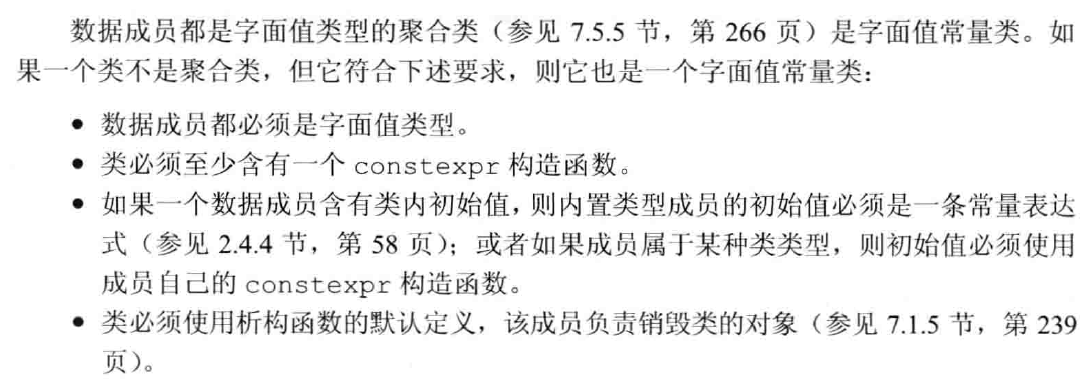 数据成员都是字面值类型的聚合类（参见 7.5.5 节，第 266 页）是字面值常量类。如
果一个类不是聚合类，但它符合下述要求，则它也是一个字面值常量类：
● 数据成员都必须是字面值类型。
● 类必须至少含有一个 constexpr 构造函数。
● 如果一个数据成员含有类内初始值，则内置类型成员的初始值必须是一条常量表达
式（参见 2.4.4 节，第 58 页）；或者如果成员属于某种类类型，则初始值必须使用
成员自己的 constexpr 构造函数。
● 类必须使用析构函数的默认定义，该成员负责销毁类的对象（参见 7.1.5 节，第 239
页）。